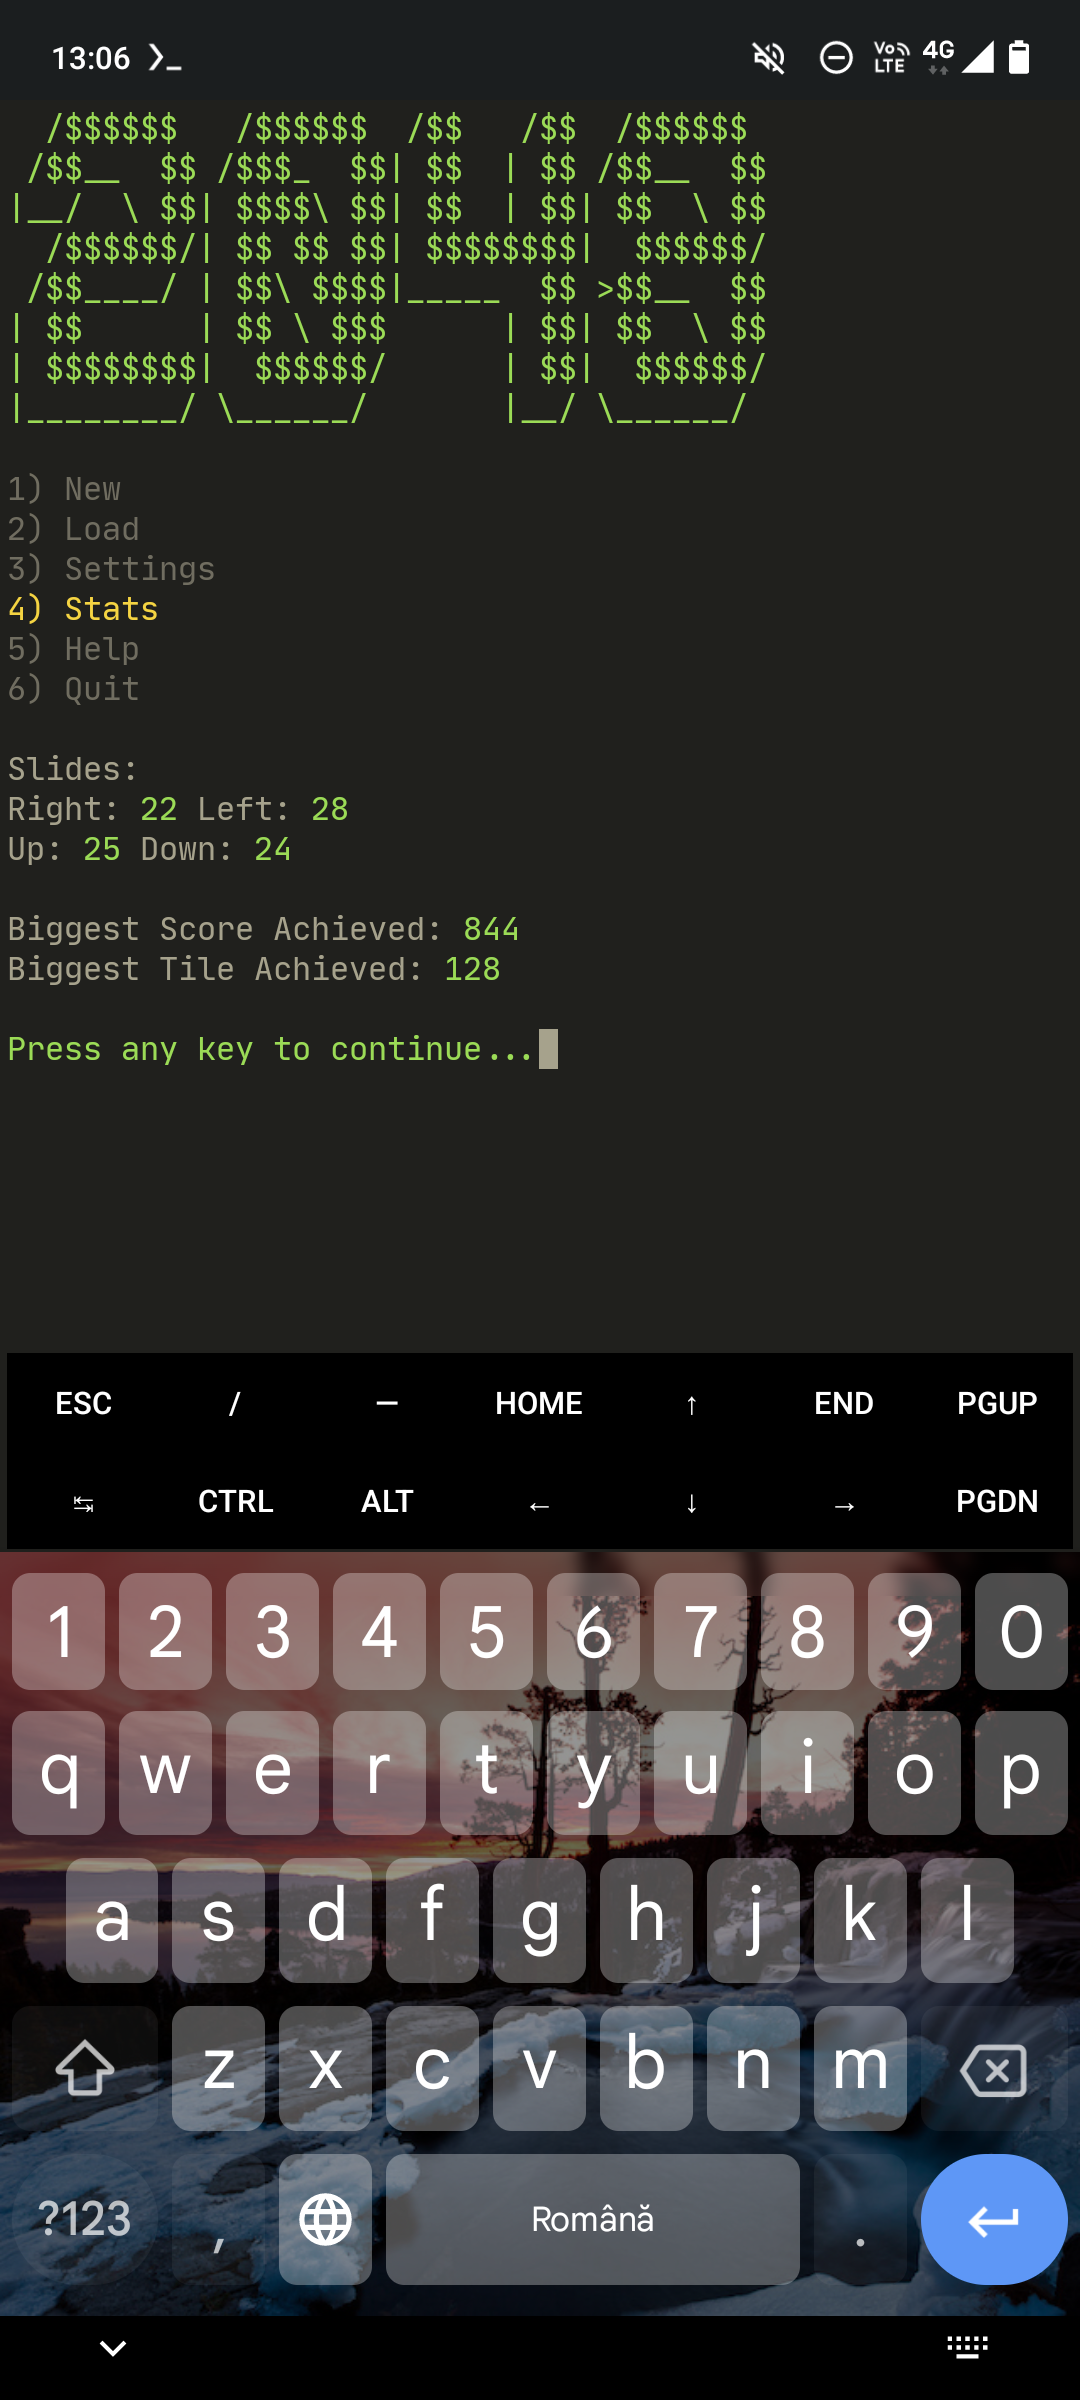 13:06 >_ VoLTE 4G
  /$$$$$$   /$$$$$$  /$$   /$$  /$$$$$$
 /$$__  $$ /$$$_  $$| $$  | $$ /$$__  $$
|__/  \ $$| $$$$\ $$| $$  | $$| $$  \ $$
  /$$$$$$/| $$ $$ $$| $$$$$$$$|  $$$$$$/
 /$$____/ | $$\ $$$$|_____  $$ >$$__  $$
| $$      | $$ \ $$$      | $$| $$  \ $$
| $$$$$$$$|  $$$$$$/      | $$|  $$$$$$/
|________/ \______/       |__/ \______/
1) New
2) Load
3) Settings
4) Stats
5) Help
6) Quit
Slides:
Right: 22 Left: 28
Up: 25 Down: 24
Biggest Score Achieved: 844
Biggest Tile Achieved: 128
Press any key to continue...
ESC / — HOME ↑ END PGUP
↹ CTRL ALT ← ↓ → PGDN
1 2 3 4 5 6 7 8 9 0
q w e r t y u i o p
a s d f g h j k l
z x c v b n m
?123 , Română .